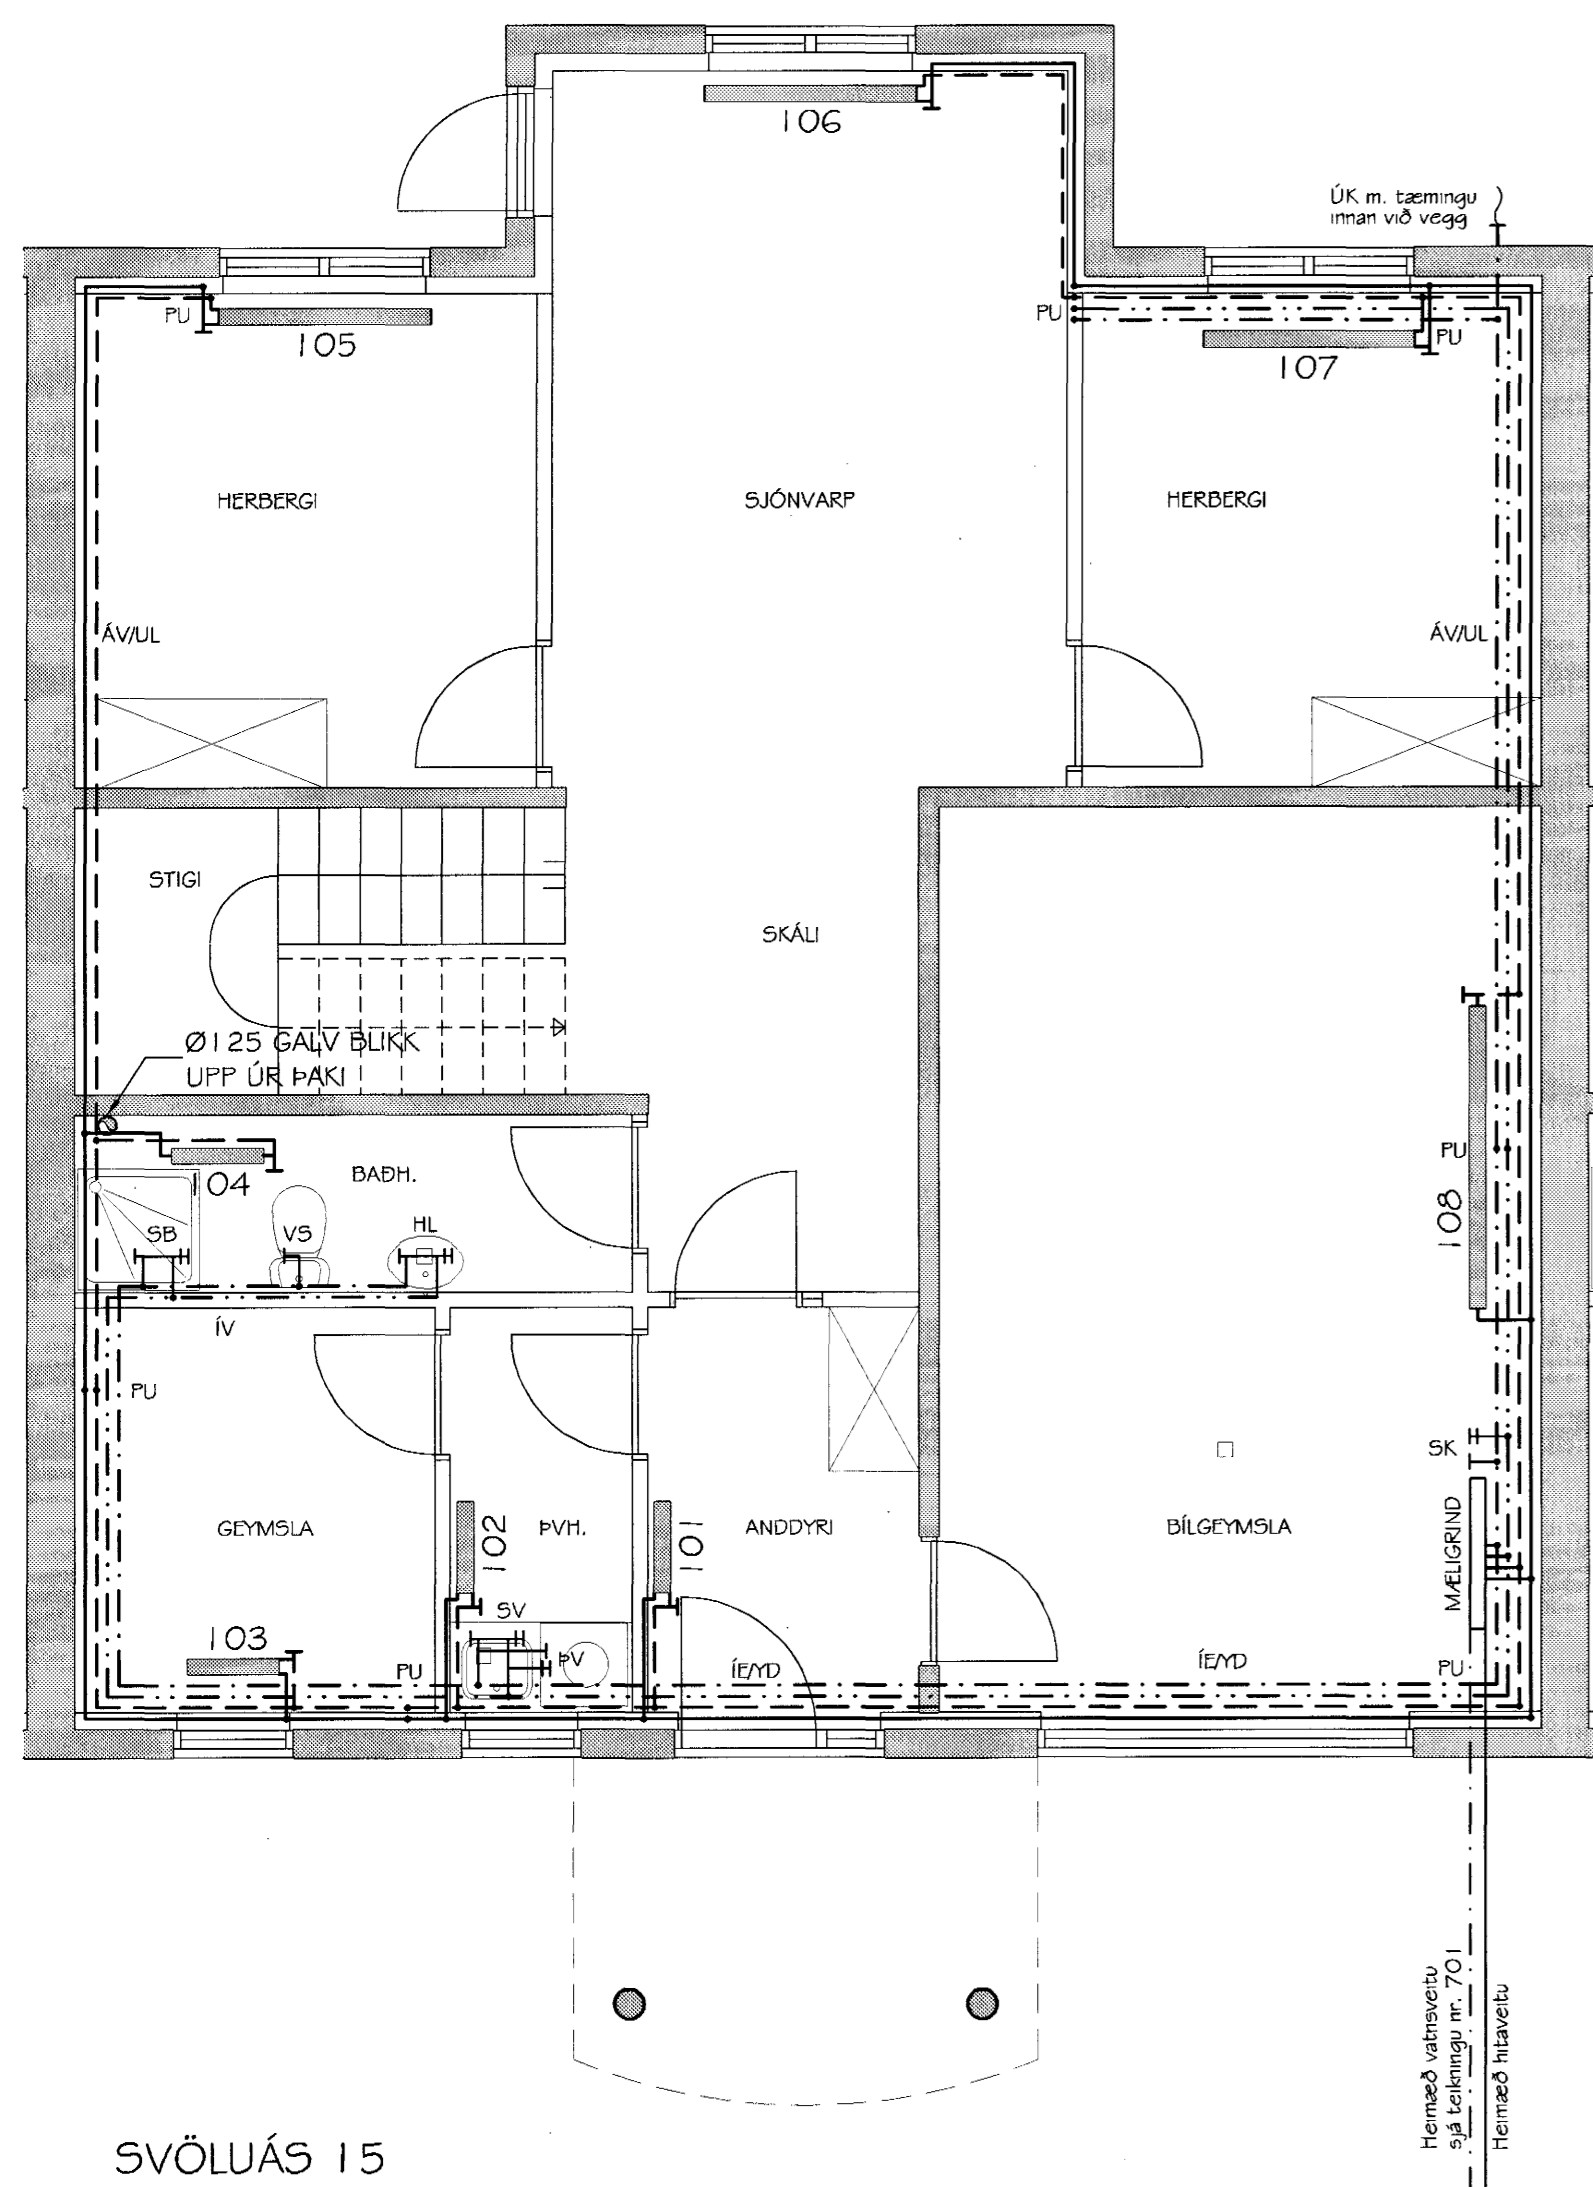 106
ÚK m. tæmingu
innan við vegg
PU
105
PU
PU
107
HERBERGI
SJÓNVARP
HERBERGI
ÁV/UL
ÁV/UL
STIGI
SKÁLI
Ø125 GALV BLIKK
UPP ÚR ÞAKI
104
BAÐH.
PU
108
SB
VS
HL
ÍV
PU
SK
GEYMSLA
102
ÞVH.
101
ANDDYRI
BÍLGEYMSLA
MÆLIGRIND
SV
103
PU
ÞV
ÍE/YD
ÍE/YD
PU
Heimæð vatnsveitu
sjá teikningu nr. 701
Heimæð hitaveitu
SVÖLUÁS 15